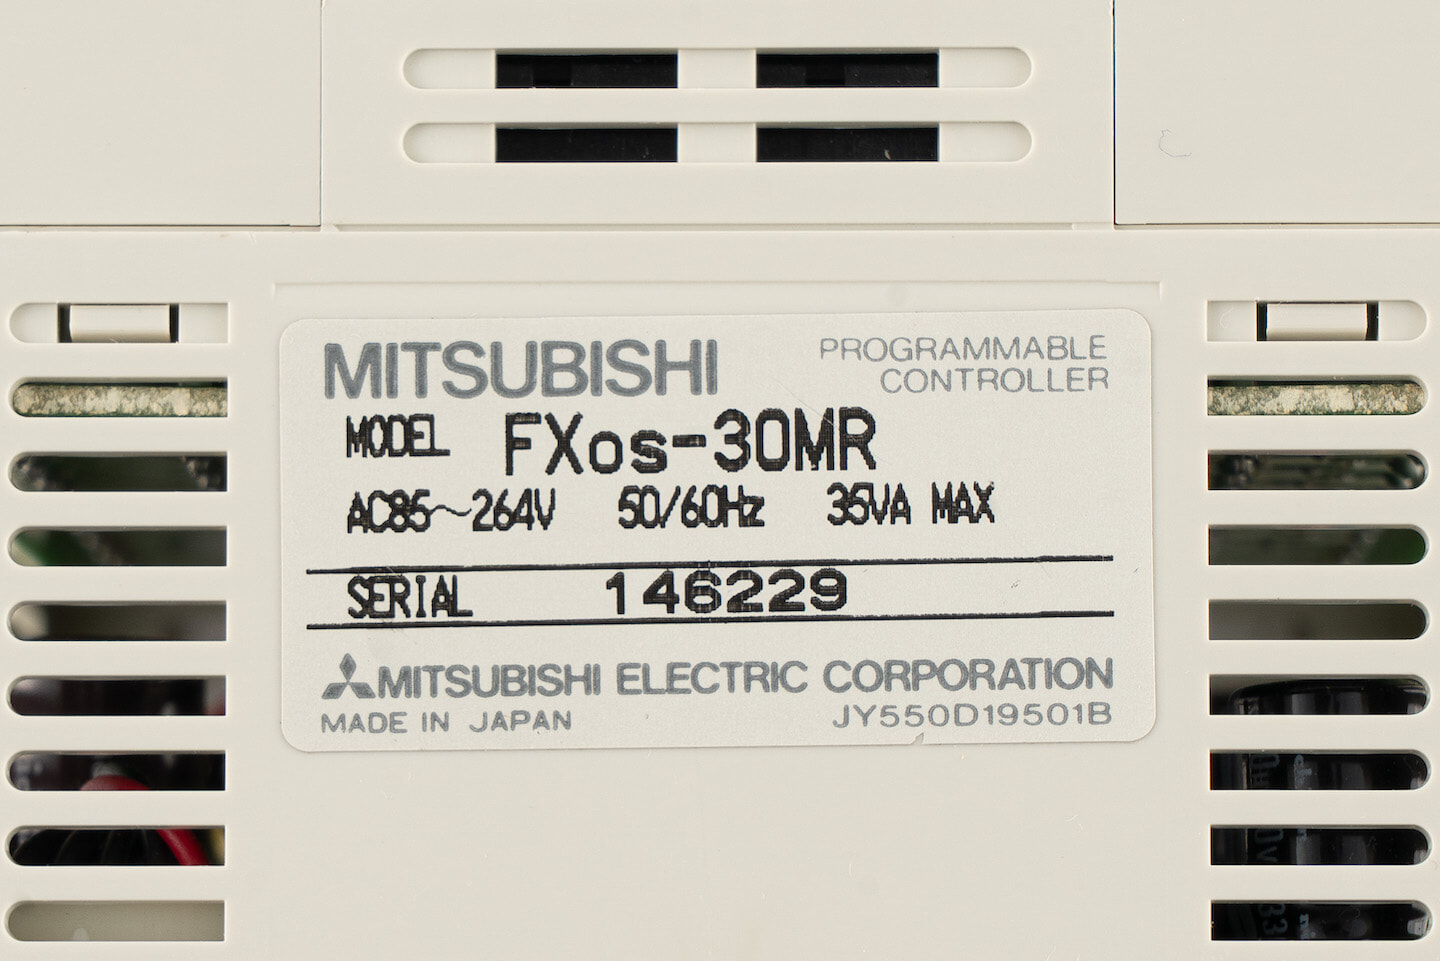 MITSUBISHI
PROGRAMMABLE
CONTROLLER
MODEL FXos-30MR
AC85~264V 50/60Hz 35VA MAX
SERIAL 146229
MITSUBISHI ELECTRIC CORPORATION
MADE IN JAPAN JY550D19501B